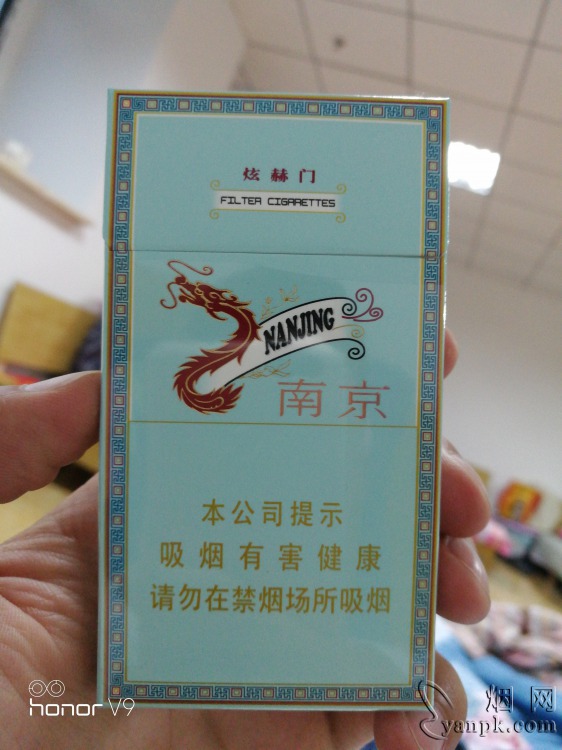 炫赫门
FILTER CIGARETTES
NANJING
南京
本公司提示
吸烟有害健康
请勿在禁烟场所吸烟
honor V9
烟网
yanpk.com